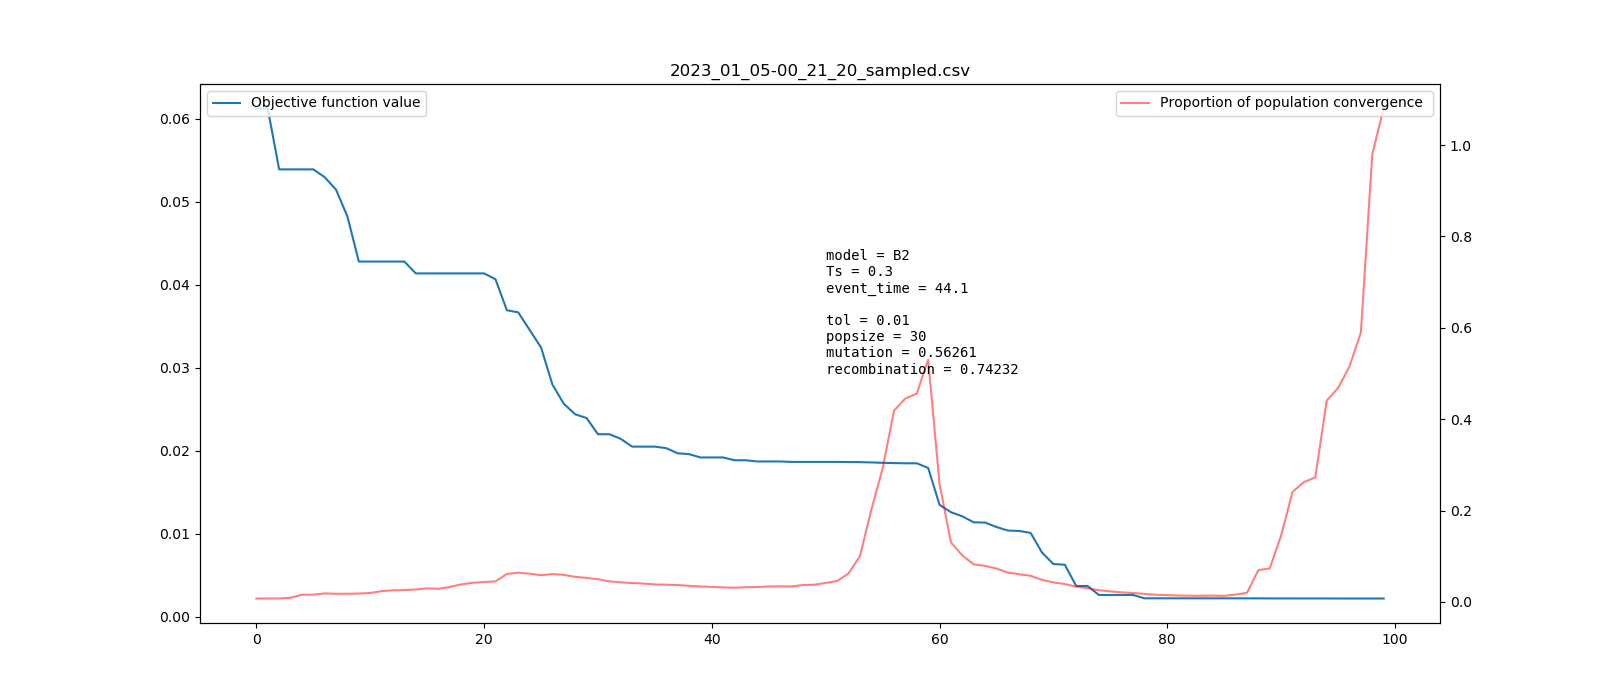 2023_01_05-00_21_20_sampled.csv
Objective function value
Proportion of population convergence
0.06
0.05
0.04
0.03
0.02
0.01
0.00
model = B2
Ts = 0.3
event_time = 44.1
tol = 0.01
popsize = 30
mutation = 0.56261
recombination = 0.74232
1.0
0.8
0.6
0.4
0.2
0.0
0 20 40 60 80 100